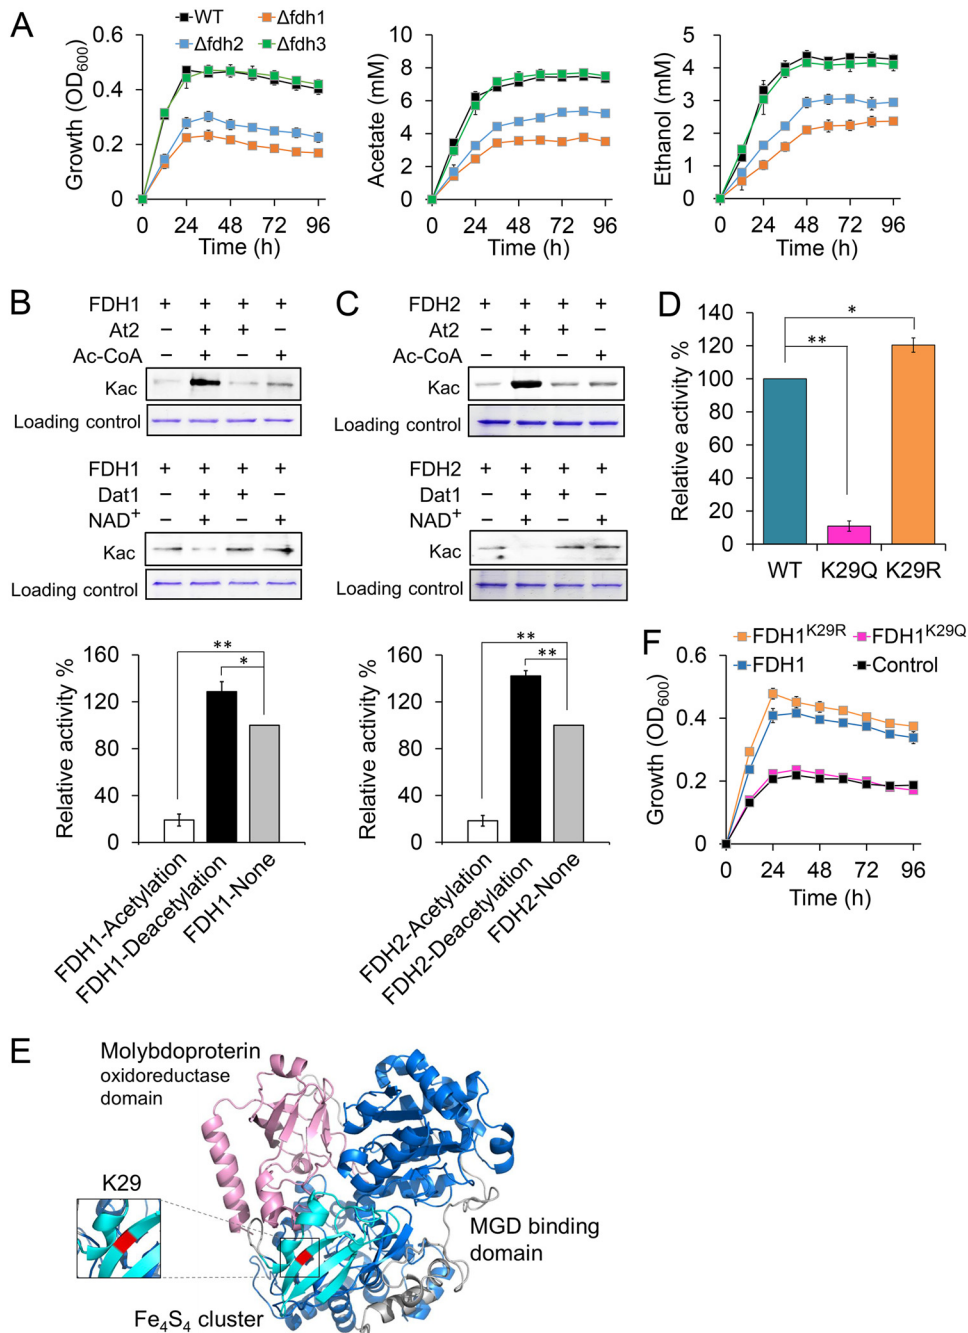 A
WT
Δfdh1
Δfdh2
Δfdh3
Growth (OD600)
0.6
0.4
0.2
0
0 24 48 72 96
Time (h)
Acetate (mM)
10
8
6
4
2
0
0 24 48 72 96
Time (h)
Ethanol (mM)
5
4
3
2
1
0
0 24 48 72 96
Time (h)
B
FDH1 + + + +
At2 − + + −
Ac-CoA − + − +
Kac
Loading control
FDH1 + + + +
Dat1 − + + −
NAD+ − + − +
Kac
Loading control
Relative activity %
160
120
80
40
0
FDH1-Acetylation
FDH1-Deacetylation
FDH1-None
**
*
C
FDH2 + + + +
At2 − + + −
Ac-CoA − + − +
Kac
Loading control
FDH2 + + + +
Dat1 − + + −
NAD+ − + − +
Kac
Loading control
Relative activity %
160
120
80
40
0
FDH2-Acetylation
FDH2-Deacetylation
FDH2-None
**
**
D
Relative activity %
140
120
100
80
60
40
20
0
*
**
WT K29Q K29R
F
FDH1K29R
FDH1K29Q
FDH1
Control
Growth (OD600)
0.6
0.4
0.2
0
0 24 48 72 96
Time (h)
E
Molybdoproterin
oxidoreductase
domain
K29
MGD binding
domain
Fe4S4 cluster